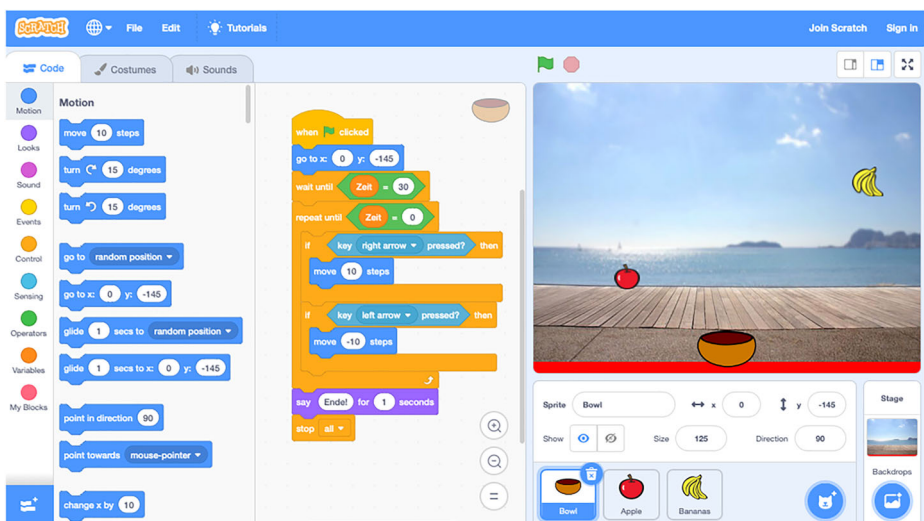 SCRATCH File Edit Tutorials Join Scratch Sign in
Code Costumes Sounds
Motion
Looks
Sound
Events
Control
Sensing
Operators
Variables
My Blocks
Motion
move 10 steps
turn 15 degrees
turn 15 degrees
go to random position
go to x: 0 y: -145
glide 1 secs to random position
glide 1 secs to x: 0 y: -145
point in direction 90
point towards mouse-pointer
change x by 10
when clicked
go to x: 0 y: -145
wait until Zeit = 30
repeat until Zeit = 0
if key right arrow pressed? then
move 10 steps
if key left arrow pressed? then
move -10 steps
say Ende! for 1 seconds
stop all
Sprite Bowl x 0 y -145
Show Size 125 Direction 90
Bowl Apple Bananas
Stage
Backdrops